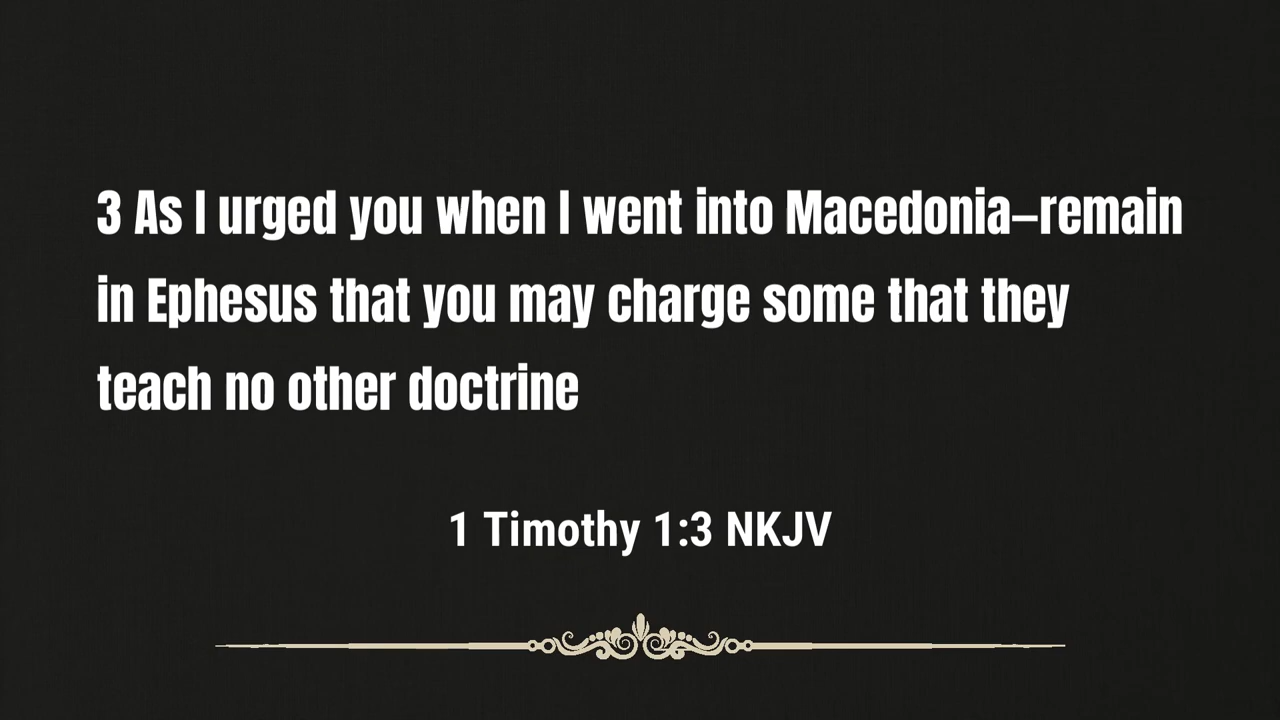 3 As I urged you when I went into Macedonia–remain
in Ephesus that you may charge some that they
teach no other doctrine
1 Timothy 1:3 NKJV